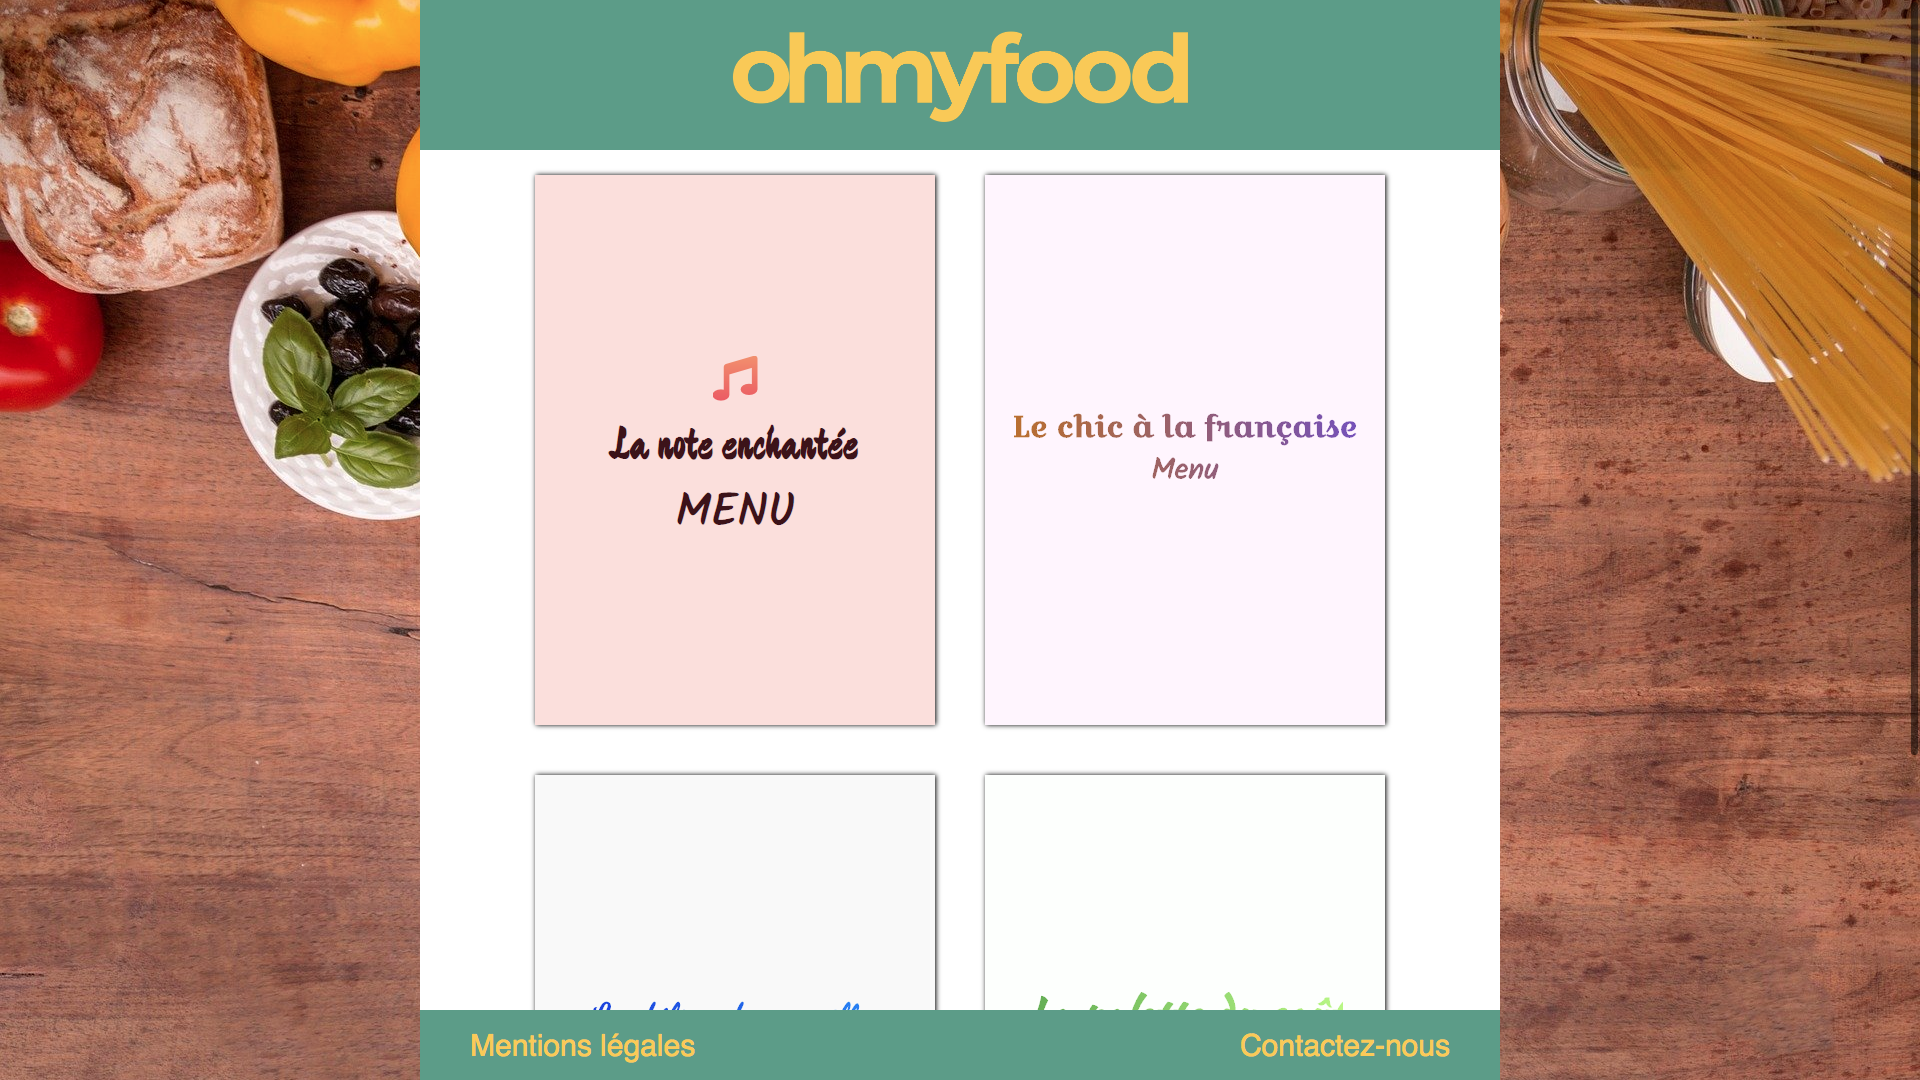 ohmyfood
La note enchantée
MENU
Le chic à la française
Menu
Mentions légales
Contactez-nous